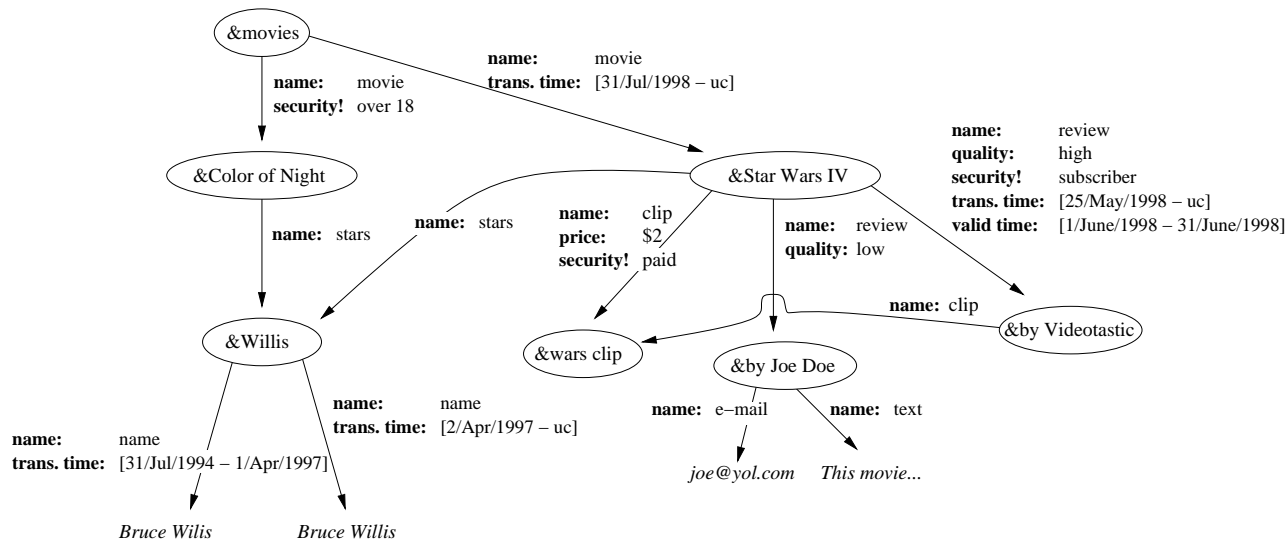 &movies
name: movie
trans. time: [31/Jul/1998 – uc]
name: movie
security! over 18
name: review
quality: high
security! subscriber
trans. time: [25/May/1998 – uc]
valid time: [1/June/1998 – 31/June/1998]
&Color of Night
&Star Wars IV
name: stars
name: stars
name: clip
price: $2
security! paid
name: review
quality: low
name: clip
&Willis
&wars clip
&by Joe Doe
&by Videotastic
name: name
trans. time: [31/Jul/1994 – 1/Apr/1997]
name: name
trans. time: [2/Apr/1997 – uc]
name: e–mail
name: text
joe@yol.com
This movie...
Bruce Wilis
Bruce Willis